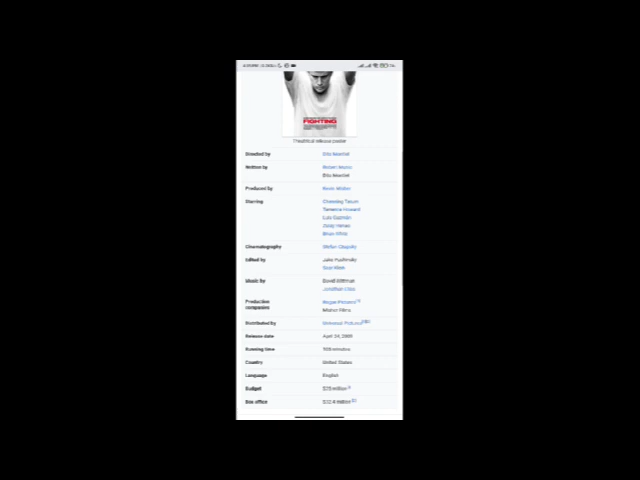 FIGHTING
Theatrical release poster
Directed by Dito Montiel
Written by Robert Munic
Dito Montiel
Produced by Kevin Misher
Starring Channing Tatum
Terrence Howard
Luis Guzmán
Zulay Henao
Brian White
Cinematography Stefan Czapsky
Edited by Jake Pushinsky
Saar Klein
Music by David Wittman
Jonathan Elias
Production
companies Rogue Pictures
Misher Films
Distributed by Universal Pictures
Release date April 24, 2009
Running time minutes
Country United States
Language English
Budget million
Box office million